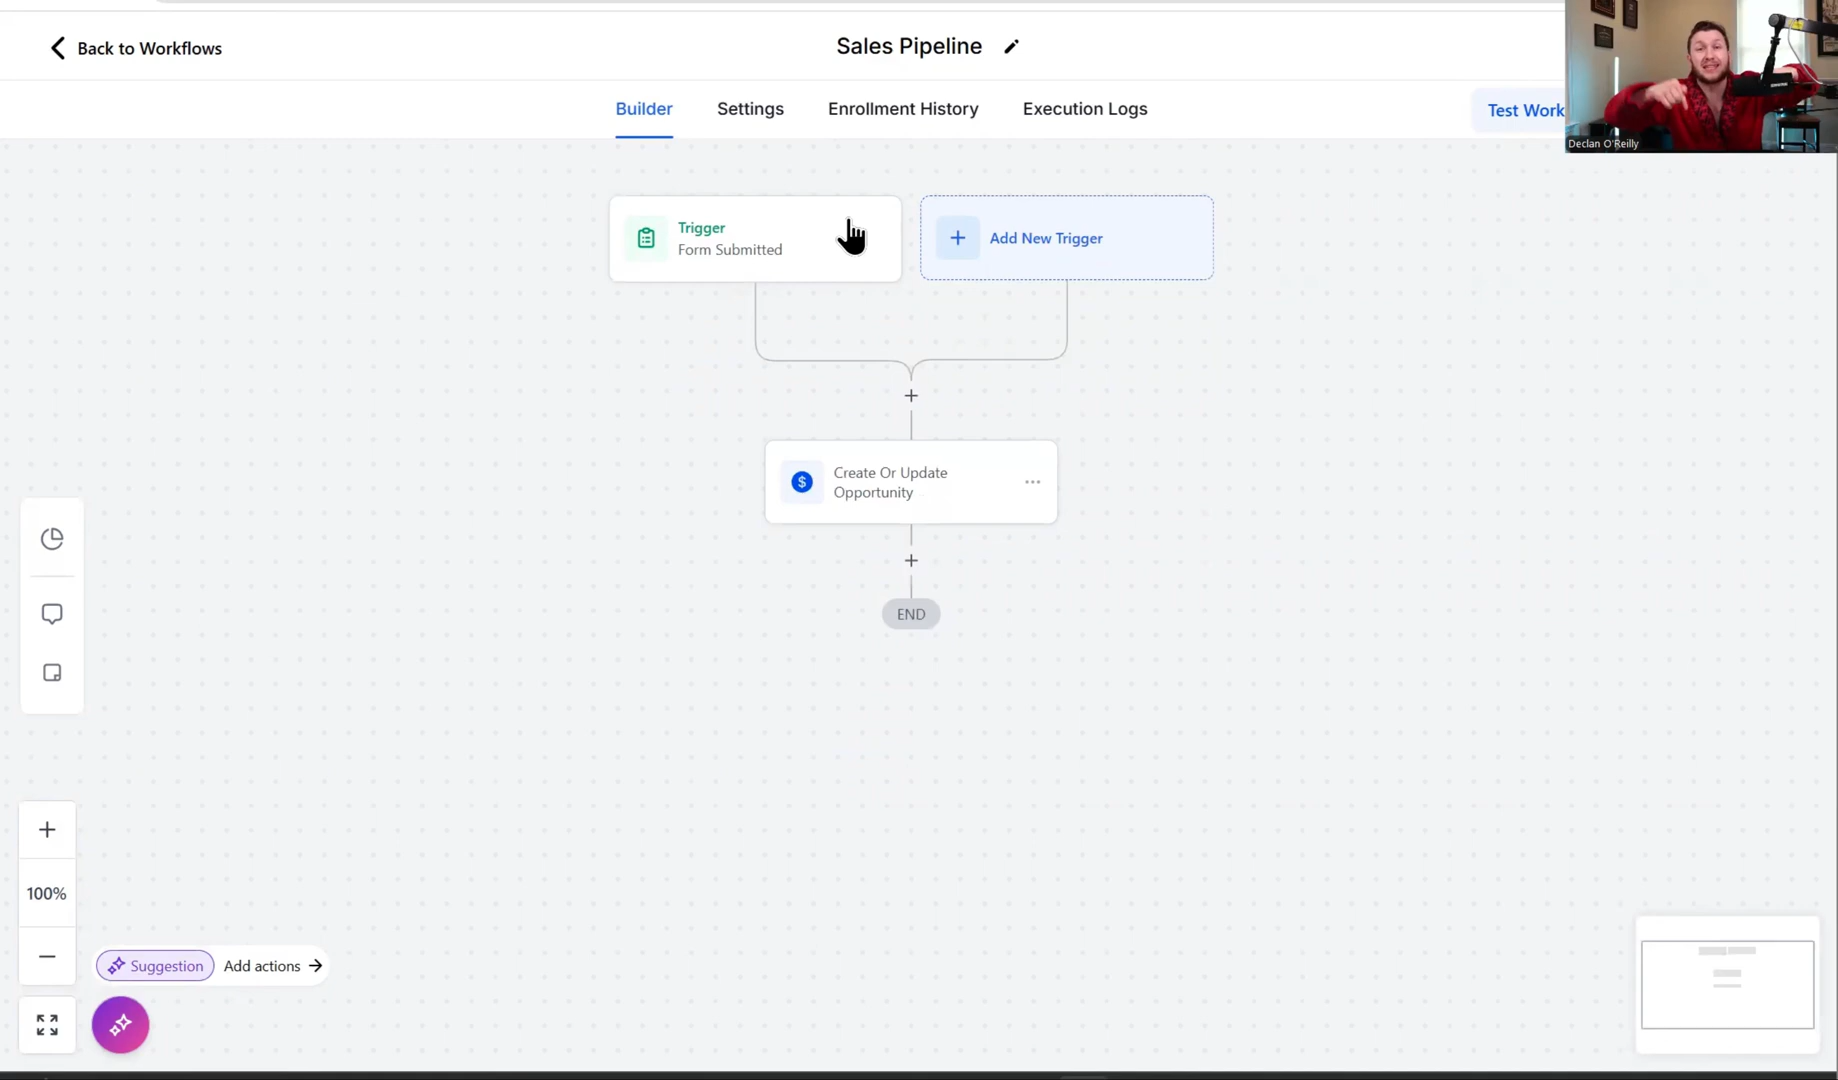 Back to Workflows
Sales Pipeline
Builder
Settings
Enrollment History
Execution Logs
Test Work
Declan O'Reilly
Trigger
Form Submitted
Add New Trigger
Create Or Update
Opportunity
END
100%
Suggestion
Add actions